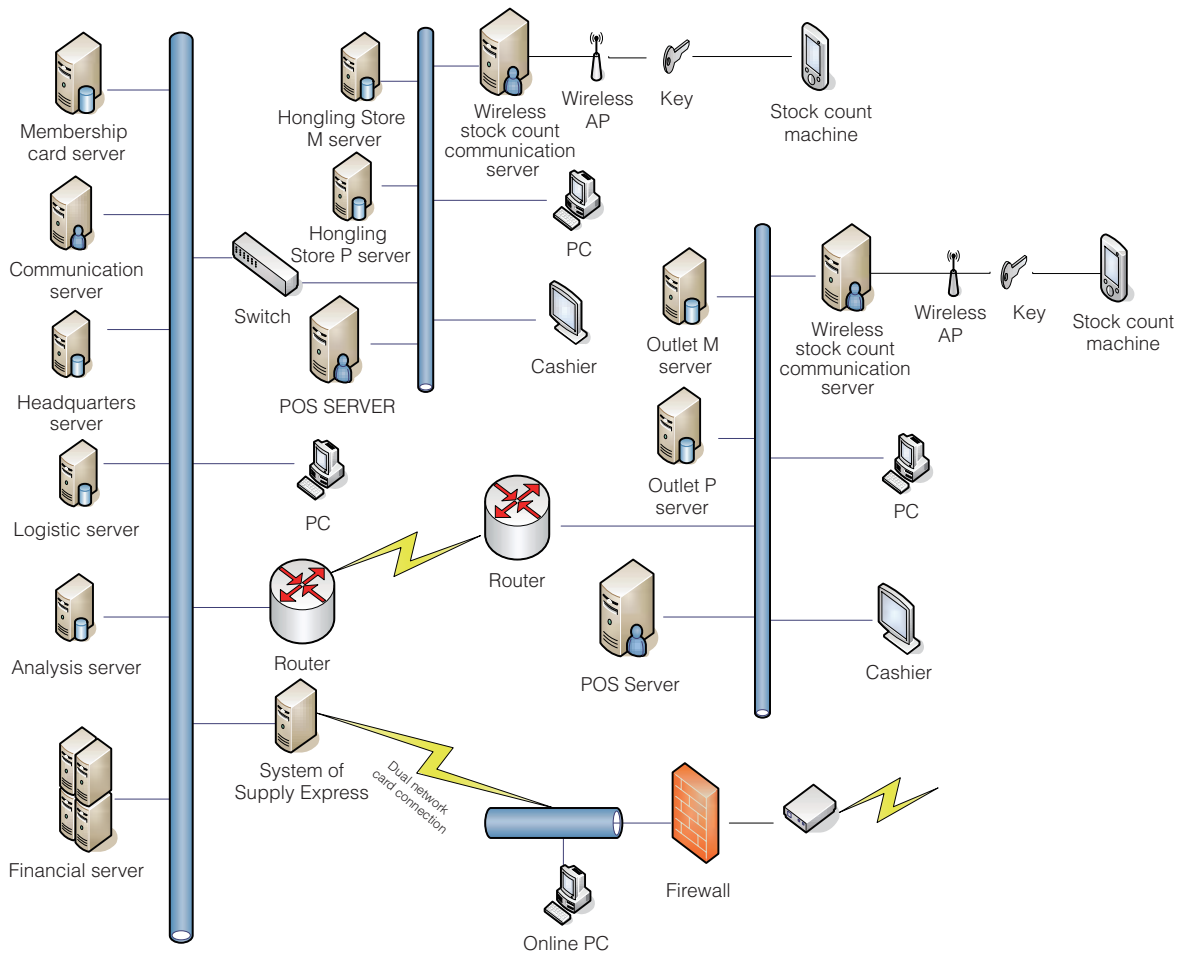 Membership
card server
Communication
server
Headquarters
server
Logistic server
Analysis server
Financial server
Hongling Store
M server
Hongling
Store P server
Switch
POS SERVER
Wireless
stock count
communication
server
Wireless
AP
Key
Stock count
machine
PC
Cashier
PC
Router
Router
System of
Supply Express
Dual network
card connection
Online PC
Firewall
Outlet M
server
Outlet P
server
POS Server
Wireless
stock count
communication
server
Wireless
AP
Key
Stock count
machine
PC
Cashier